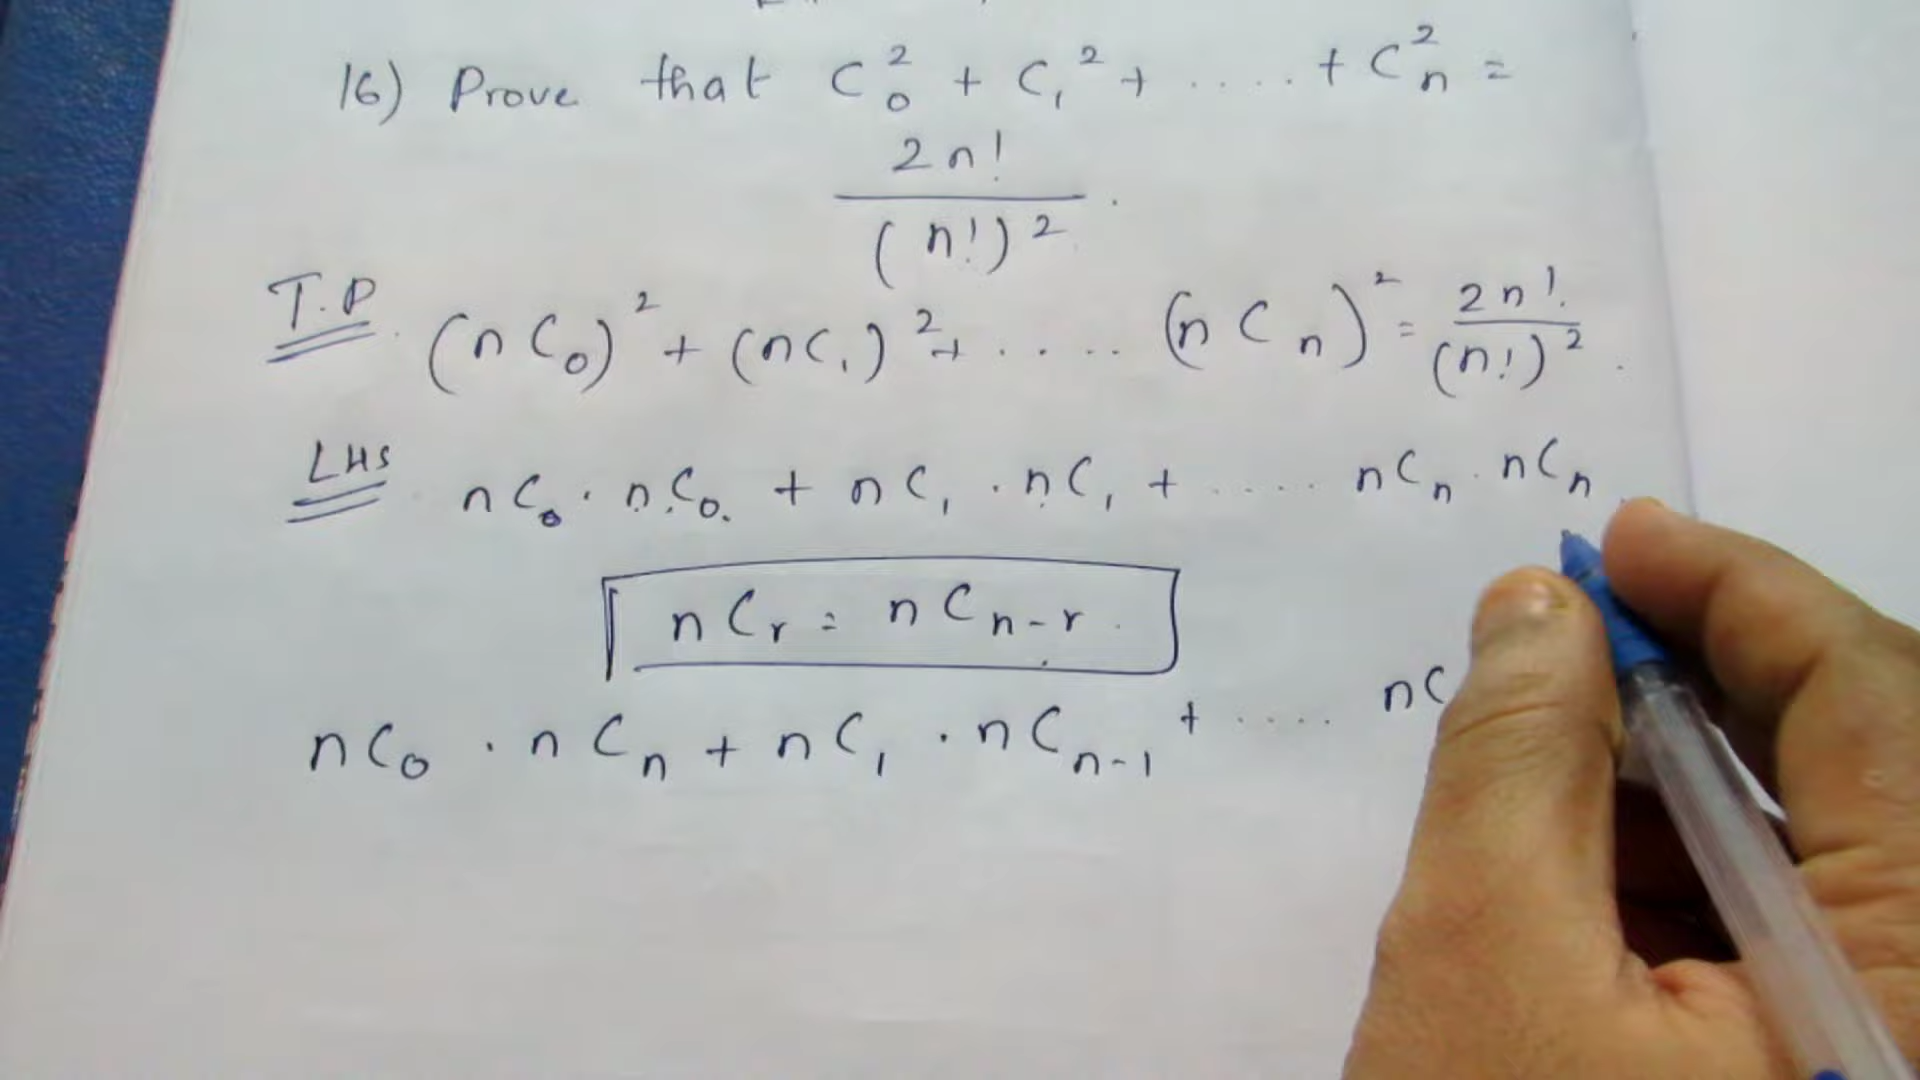 16) Prove that C₀² + C₁² + ..... + Cₙ² =
2n! / (n!)² .
T.P (nC₀)² + (nC₁)² + ..... (nCₙ)² = 2n! / (n!)² .
LHS nC₀ . nC₀ + nC₁ . nC₁ + ..... nCₙ . nCₙ
nCᵣ = nCₙ₋ᵣ
nC₀ . nCₙ + nC₁ . nCₙ₋₁ + ..... nC